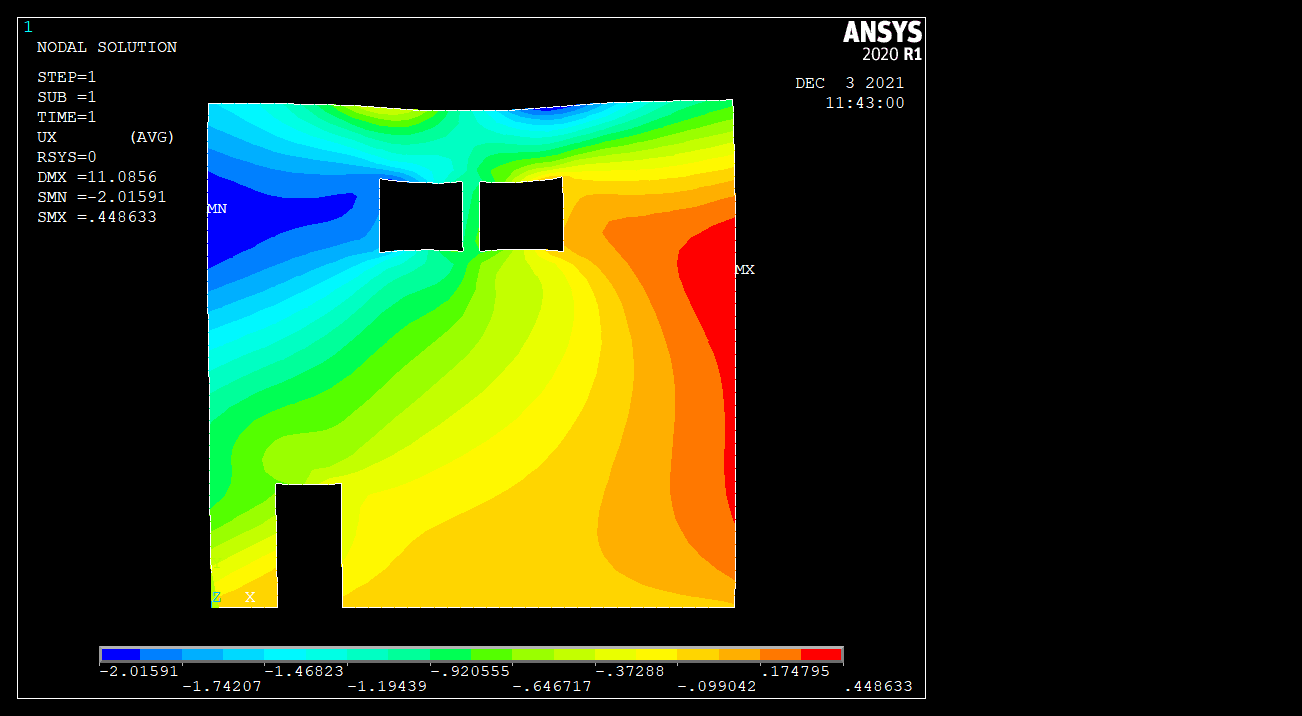 1
ANSYS
2020 R1
NODAL SOLUTION
STEP=1
SUB =1
TIME=1
UX (AVG)
RSYS=0
DMX =11.0856
SMN =-2.01591
SMX =.448633
DEC 3 2021
11:43:00
MN
MX
Z X
-2.01591 -1.46823 -.920555 -.37288 .174795
-1.74207 -1.19439 -.646717 -.099042 .448633